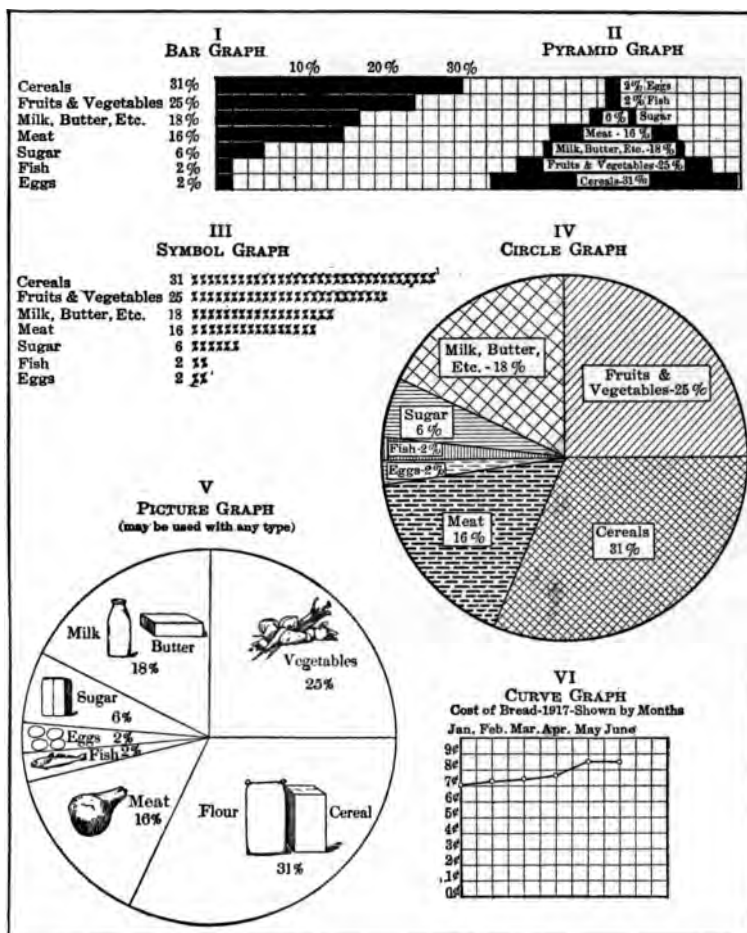 I
BAR GRAPH
10% 20% 30%
Cereals 31%
Fruits & Vegetables 25%
Milk, Butter, Etc. 18%
Meat 16%
Sugar 6%
Fish 2%
Eggs 2%
II
PYRAMID GRAPH
2% Eggs
2% Fish
6% Sugar
Meat - 16%
Milk, Butter, Etc. -18%
Fruits & Vegetables-25%
Cereals-31%
III
SYMBOL GRAPH
Cereals 31
Fruits & Vegetables 25
Milk, Butter, Etc. 18
Meat 16
Sugar 6
Fish 2
Eggs 2
IV
CIRCLE GRAPH
Milk, Butter,
Etc. -18%
Fruits &
Vegetables-25%
Sugar
6%
Fish-2%
Eggs-2%
Meat
16%
Cereals
31%
V
PICTURE GRAPH
(may be used with any type)
Milk
Butter
18%
Vegetables
25%
Sugar
6%
Eggs 2%
Fish 2%
Meat
16%
Flour
Cereal
31%
VI
CURVE GRAPH
Cost of Bread-1917-Shown by Months
Jan. Feb. Mar. Apr. May June
9¢
8¢
7¢
6¢
5¢
4¢
3¢
2¢
1¢
0¢